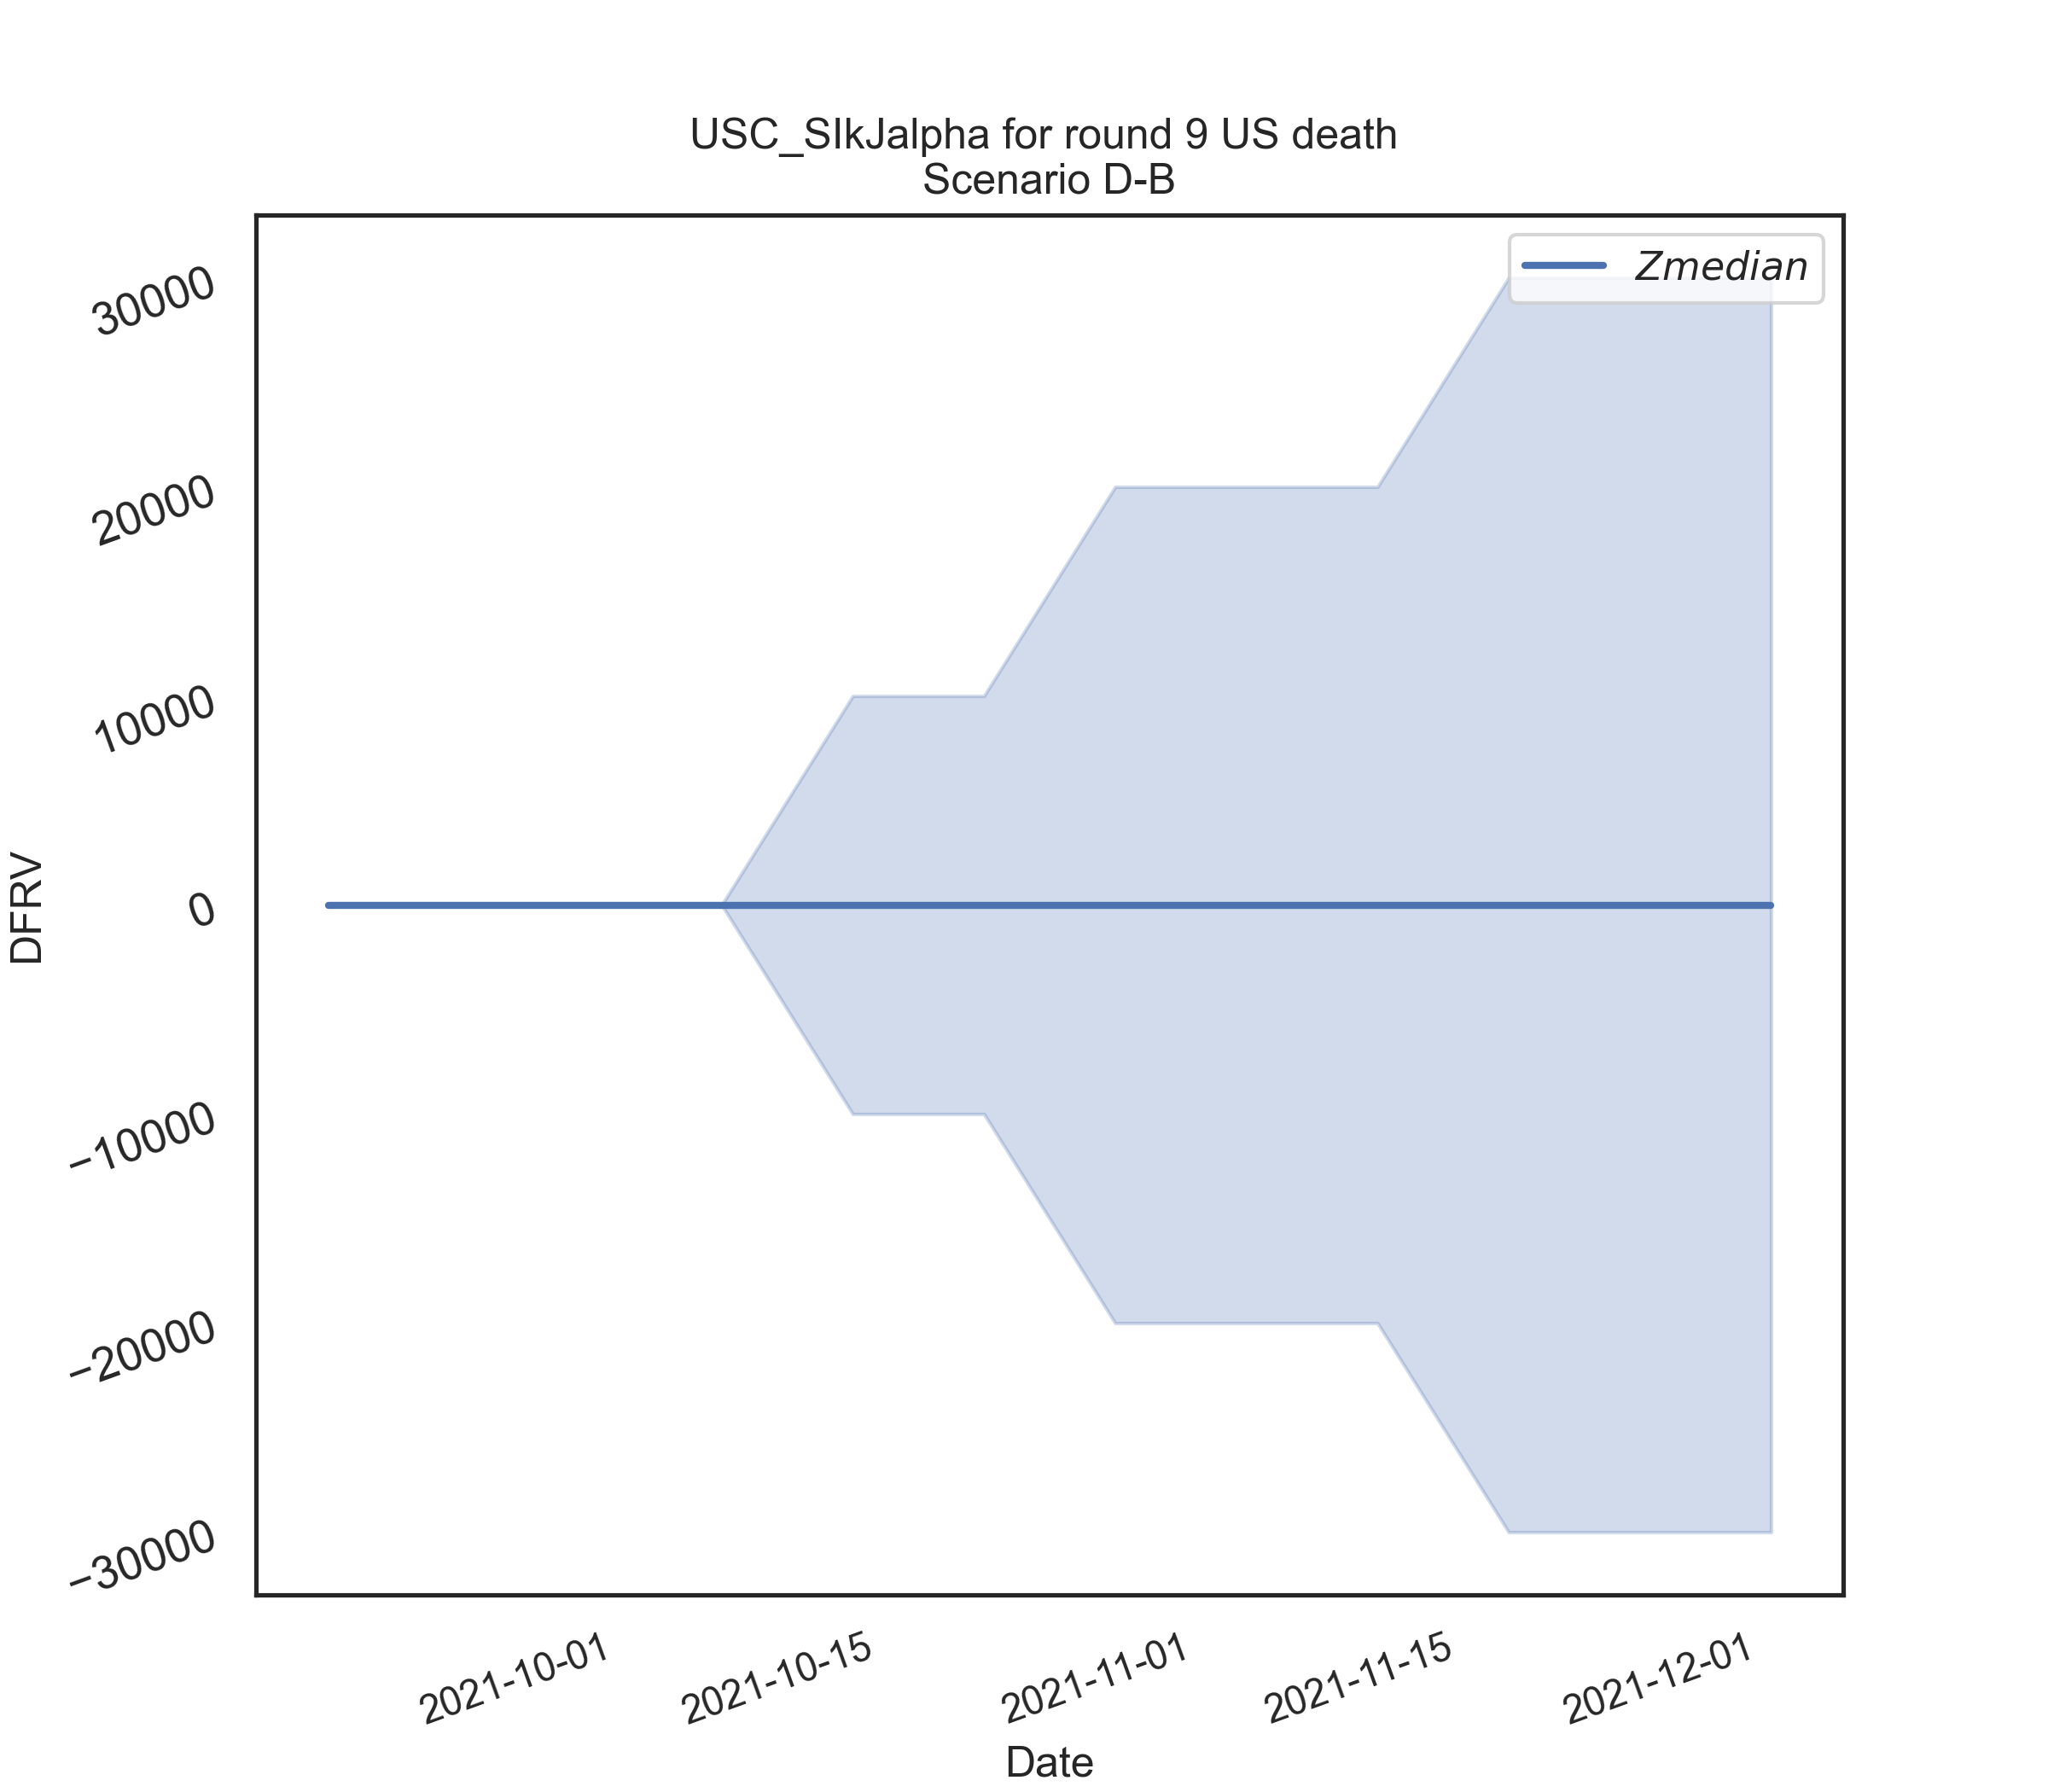 USC_SIkJalpha for round 9 US death
Scenario D-B
Zmedian
30000
20000
10000
0
−10000
−20000
−30000
DFRV
2021-10-01
2021-10-15
2021-11-01
2021-11-15
2021-12-01
Date